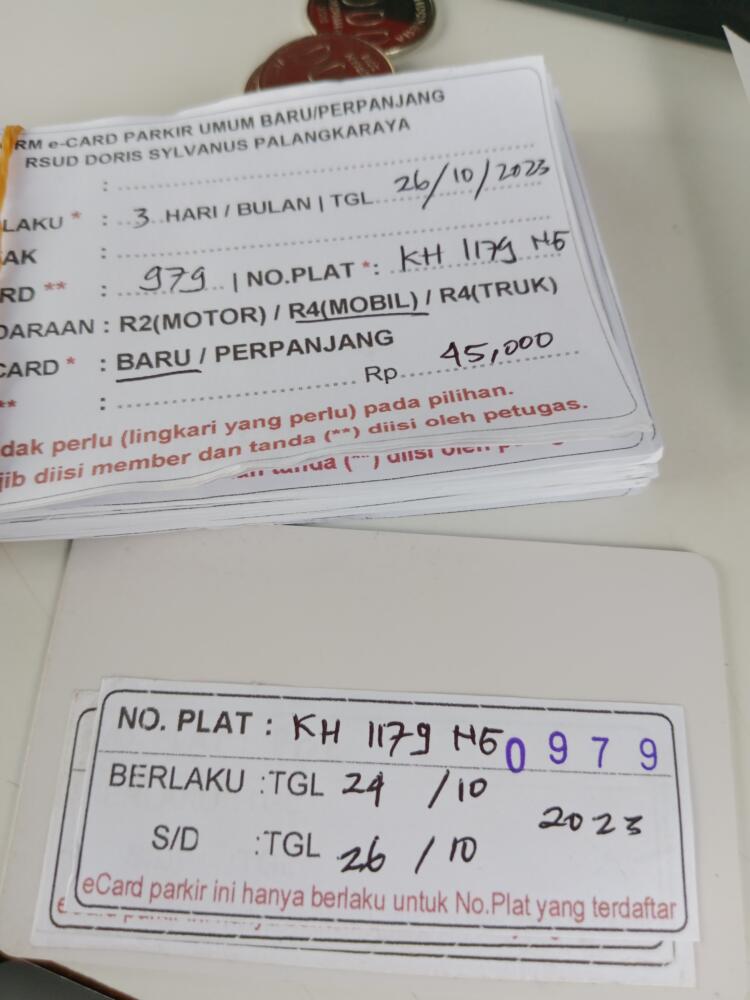 RM e-CARD PARKIR UMUM BARU/PERPANJANG
RSUD DORIS SYLVANUS PALANGKARAYA
:
LAKU * : 3 HARI / BULAN | TGL 26/10/2023
AK :
RD ** : 979 | NO.PLAT *: KH 1179 HG
DARAAN : R2(MOTOR) / R4(MOBIL) / R4(TRUK)
CARD * : BARU / PERPANJANG
** : Rp 45,000
dak perlu (lingkari yang perlu) pada pilihan.
jib diisi member dan tanda (**) diisi oleh petugas.
NO. PLAT : KH 1179 HG 0979
BERLAKU : TGL 24 /10
2023
S/D : TGL 26 / 10
eCard parkir ini hanya berlaku untuk No.Plat yang terdaftar